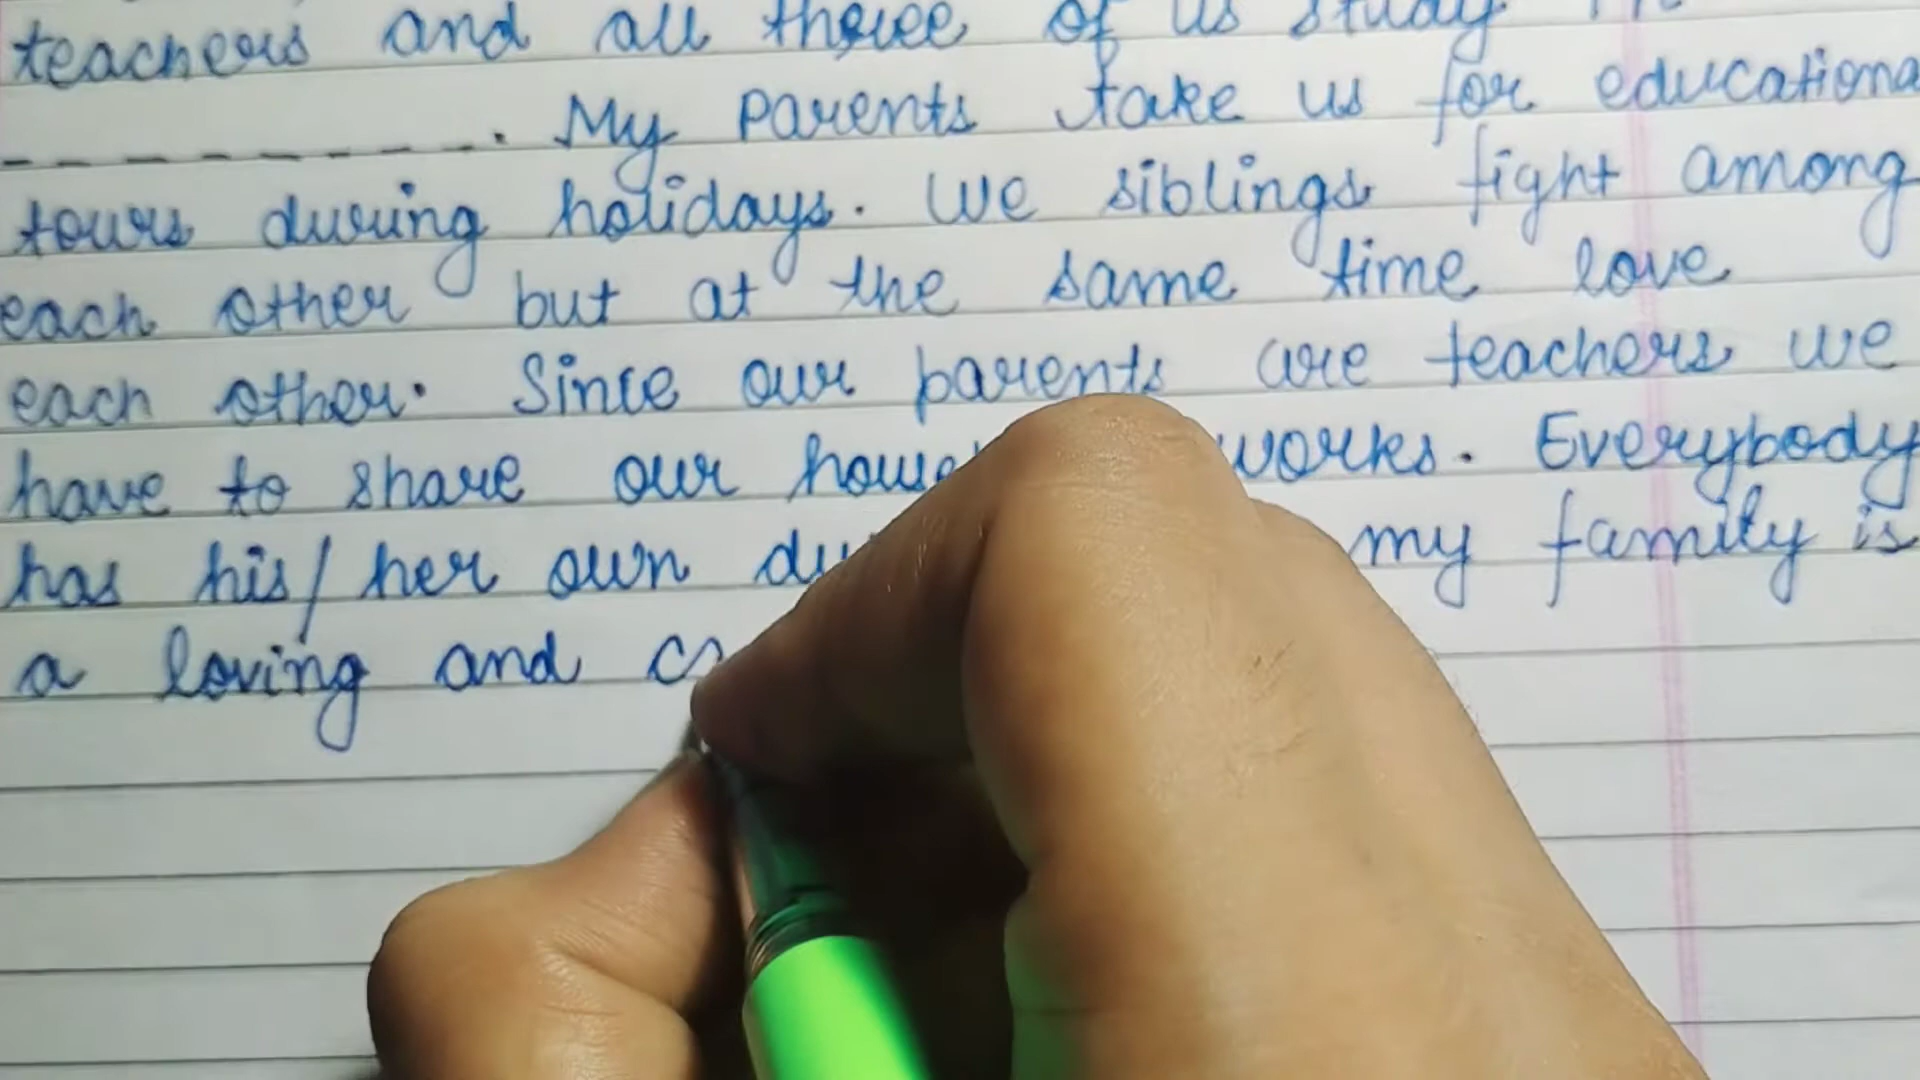 teachers and all three of us study
_ _ _ _ _ _ _ _ _ _ . My parents take us for educationa
tours during holidays. We siblings fight among
each other but at the same time love
each other. Since our parents are teachers we
have to share our works. Everybody
has his/her own my family is
a loving and